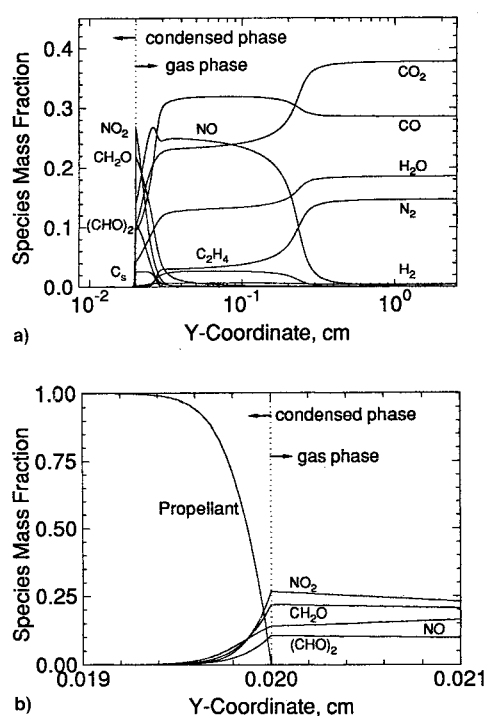 condensed phase
gas phase
Species Mass Fraction
0.4
0.3
0.2
0.1
0.0
NO₂
CH₂O
(CHO)₂
Cₛ
NO
C₂H₄
CO₂
CO
H₂O
N₂
H₂
10⁻²
10⁻¹
10⁰
Y-Coordinate, cm
a)
condensed phase
gas phase
Species Mass Fraction
1.00
0.75
0.50
0.25
0.00
Propellant
NO₂
CH₂O
NO
(CHO)₂
0.019
0.020
0.021
Y-Coordinate, cm
b)